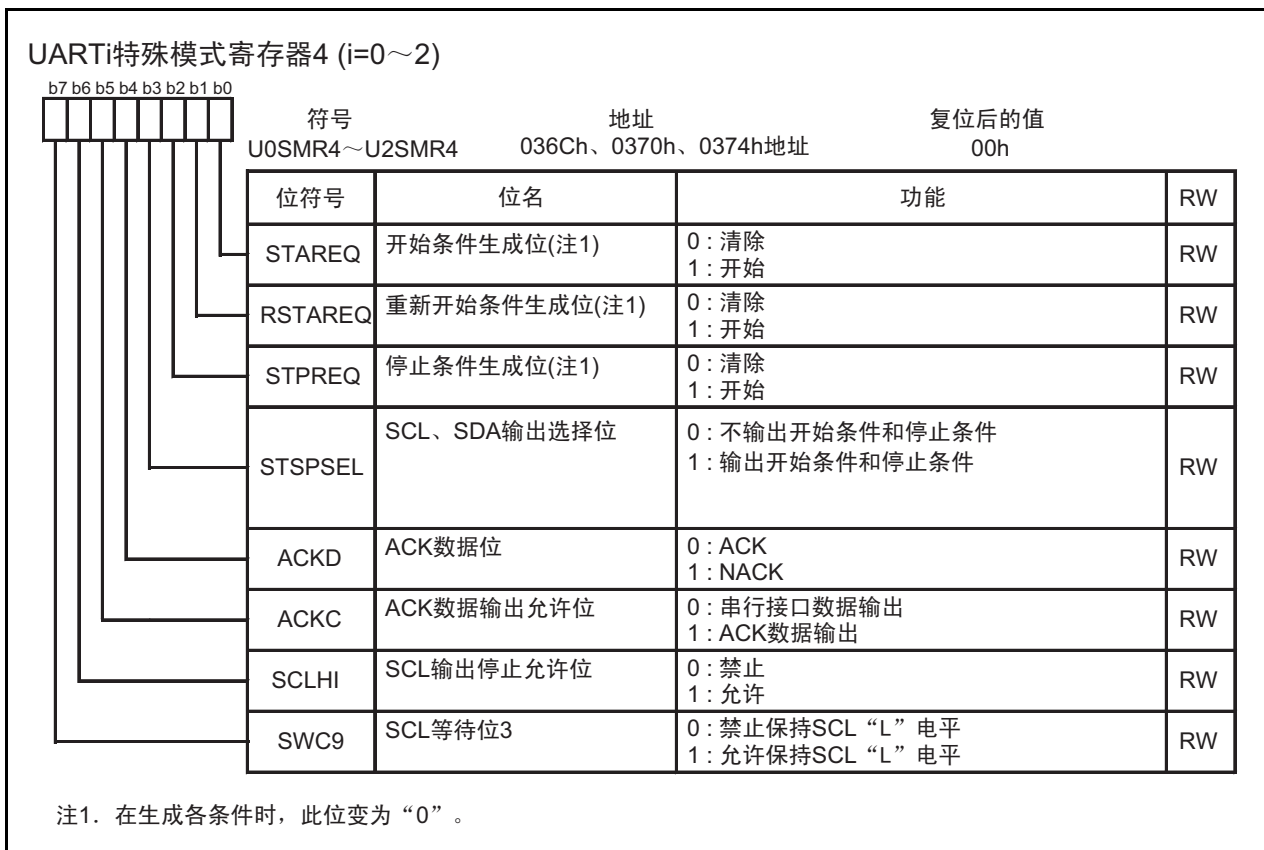 UARTi特殊模式寄存器4 (i=0～2)
b7 b6 b5 b4 b3 b2 b1 b0
符号 地址 复位后的值
U0SMR4～U2SMR4 036Ch、0370h、0374h地址 00h
位符号 位名 功能 RW
STAREQ 开始条件生成位(注1) 0 : 清除
1 : 开始 RW
RSTAREQ 重新开始条件生成位(注1) 0 : 清除
1 : 开始 RW
STPREQ 停止条件生成位(注1) 0 : 清除
1 : 开始 RW
STSPSEL SCL、SDA输出选择位 0 : 不输出开始条件和停止条件
1 : 输出开始条件和停止条件 RW
ACKD ACK数据位 0 : ACK
1 : NACK RW
ACKC ACK数据输出允许位 0 : 串行接口数据输出
1 : ACK数据输出 RW
SCLHI SCL输出停止允许位 0 : 禁止
1 : 允许 RW
SWC9 SCL等待位3 0 : 禁止保持SCL“L”电平
1 : 允许保持SCL“L”电平 RW
注1. 在生成各条件时，此位变为“0”。